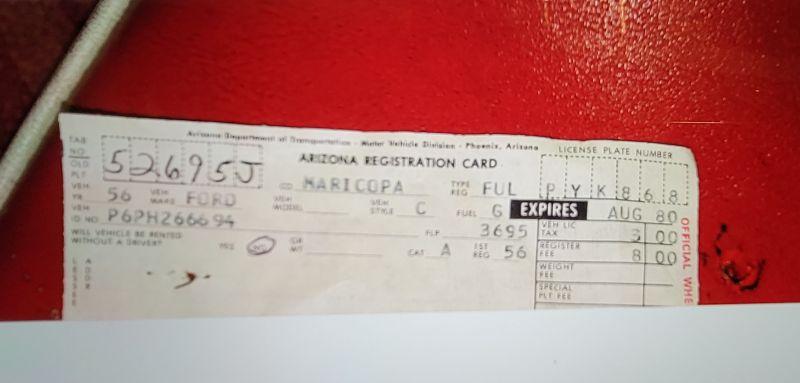 Arizona Department of Transportation - Motor Vehicle Division - Phoenix, Arizona
TAB NO
OLD PLT
52695J
ARIZONA REGISTRATION CARD
LICENSE PLATE NUMBER
CO MARICOPA TYPE REG FUL PYK868
VEH YR 56 VEH MAKE FORD VEH MODEL VEH STYLE C FUEL G EXPIRES AUG 80
VEH ID NO P6PH266694 FLP 3695 VEH LIC TAX 00
WILL VEHICLE BE RENTED
WITHOUT A DRIVER? YES NO CAT A 1ST REG 56 REGISTER FEE 8 00
WEIGHT FEE
SPECIAL PLT FEE
LESSEE
OFFICIAL WHE